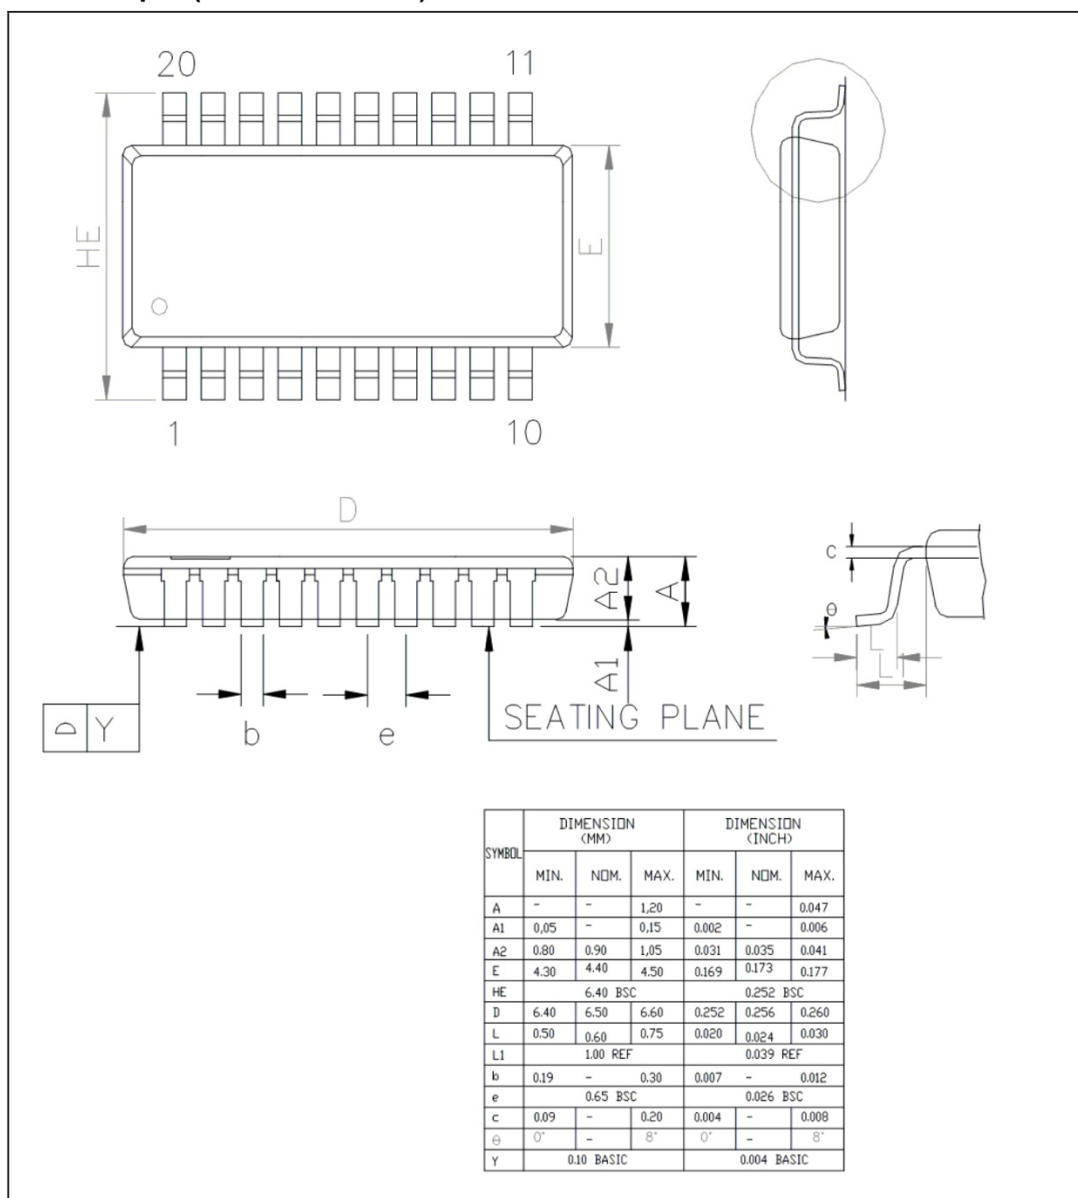 20 11
HE
E
1 10
D
A2
A
A1
c
θ
L
L
D Y
b
e
SEATING PLANE
SYMBOL DIMENSION (MM) DIMENSION (INCH)
MIN. NOM. MAX. MIN. NOM. MAX.
A - - 1,20 - - 0.047
A1 0,05 - 0,15 0.002 - 0.006
A2 0.80 0.90 1,05 0.031 0.035 0.041
E 4.30 4.40 4.50 0.169 0.173 0.177
HE 6.40 BSC 0.252 BSC
D 6.40 6.50 6.60 0.252 0.256 0.260
L 0.50 0.60 0.75 0.020 0.024 0.030
L1 1.00 REF 0.039 REF
b 0.19 - 0.30 0.007 - 0.012
e 0.65 BSC 0.026 BSC
c 0.09 - 0.20 0.004 - 0.008
θ 0° - 8° 0° - 8°
Y 0.10 BASIC 0.004 BASIC